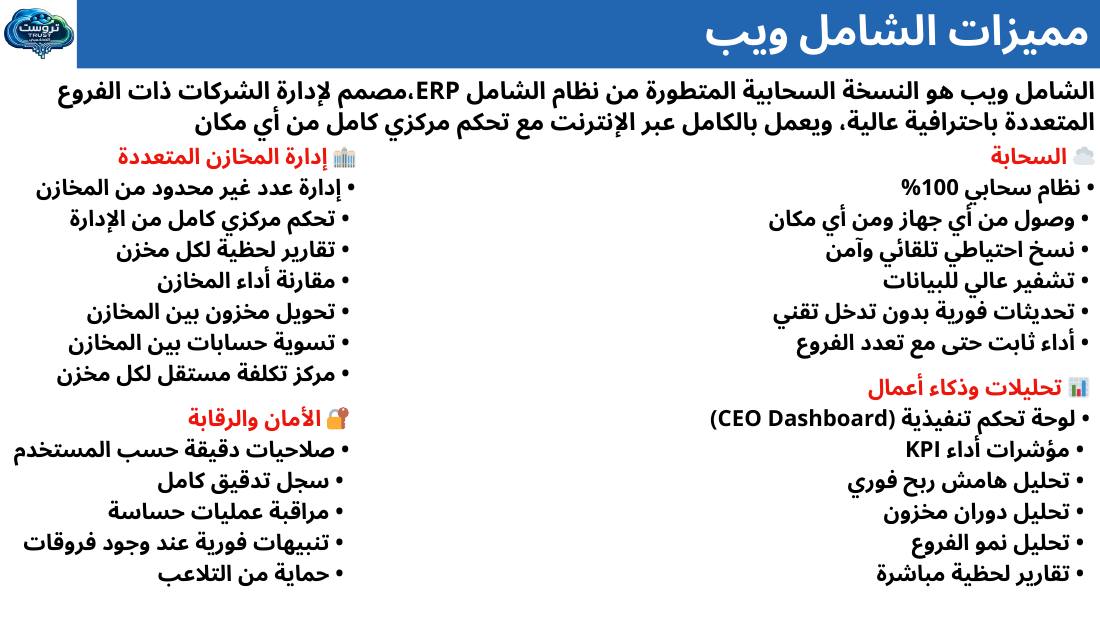 مميزات الشامل ويب
تروست
TRUST
الشامل ويب هو النسخة السحابية المتطورة من نظام الشامل ERP،مصمم لإدارة الشركات ذات الفروع
المتعددة باحترافية عالية، ويعمل بالكامل عبر الإنترنت مع تحكم مركزي كامل من أي مكان
السحابة
• نظام سحابي 100%
• وصول من أي جهاز ومن أي مكان
• نسخ احتياطي تلقائي وآمن
• تشفير عالي للبيانات
• تحديثات فورية بدون تدخل تقني
• أداء ثابت حتى مع تعدد الفروع
📊 تحليلات وذكاء أعمال
• لوحة تحكم تنفيذية (CEO Dashboard)
• مؤشرات أداء KPI
• تحليل هامش ربح فوري
• تحليل دوران مخزون
• تحليل نمو الفروع
• تقارير لحظية مباشرة
إدارة المخازن المتعددة
• إدارة عدد غير محدود من المخازن
• تحكم مركزي كامل من الإدارة
• تقارير لحظية لكل مخزن
• مقارنة أداء المخازن
• تحويل مخزون بين المخازن
• تسوية حسابات بين المخازن
• مركز تكلفة مستقل لكل مخزن
🔐 الأمان والرقابة
• صلاحيات دقيقة حسب المستخدم
• سجل تدقيق كامل
• مراقبة عمليات حساسة
• تنبيهات فورية عند وجود فروقات
• حماية من التلاعب